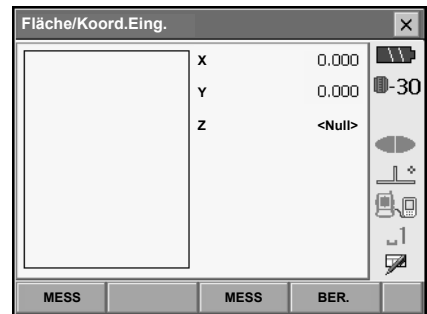 Fläche/Koord.Eing.
X 0.000
Y 0.000
Z <Null>
-30
1
MESS MESS BER.